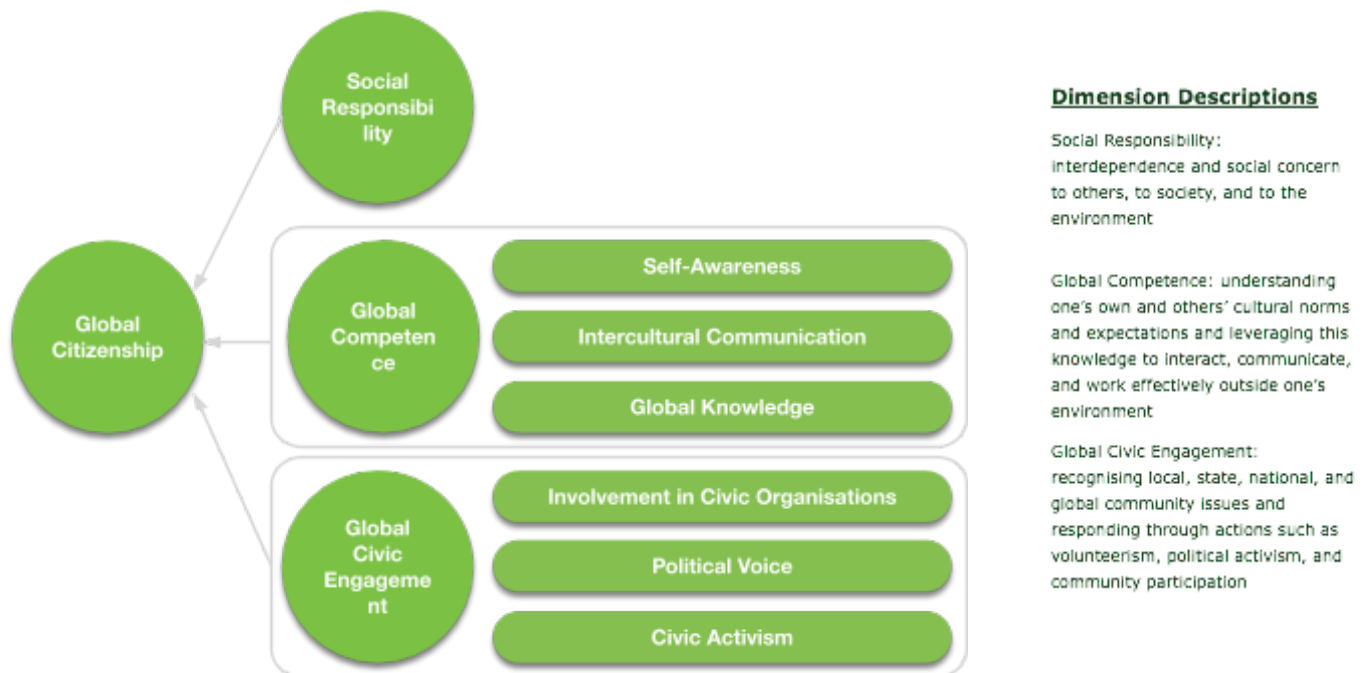 Social
Responsibi
lity
Global
Citizenship
Global
Competen
ce
Self-Awareness
Intercultural Communication
Global Knowledge
Global
Civic
Engageme
nt
Involvement in Civic Organisations
Political Voice
Civic Activism
Dimension Descriptions
Social Responsibility:
interdependence and social concern
to others, to society, and to the
environment
Global Competence: understanding
one's own and others' cultural norms
and expectations and leveraging this
knowledge to interact, communicate,
and work effectively outside one's
environment
Global Civic Engagement:
recognising local, state, national, and
global community issues and
responding through actions such as
volunteerism, political activism, and
community participation